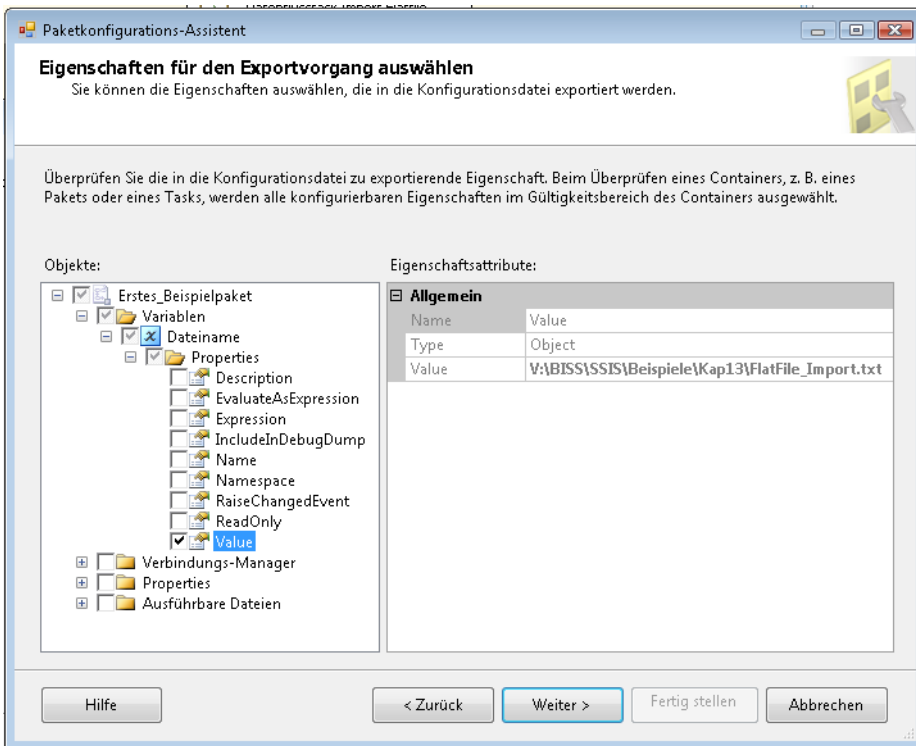 Paketkonfigurations-Assistent
Eigenschaften für den Exportvorgang auswählen
Sie können die Eigenschaften auswählen, die in die Konfigurationsdatei exportiert werden.
Überprüfen Sie die in die Konfigurationsdatei zu exportierende Eigenschaft. Beim Überprüfen eines Containers, z. B. eines
Pakets oder eines Tasks, werden alle konfigurierbaren Eigenschaften im Gültigkeitsbereich des Containers ausgewählt.
Objekte:
Erstes_Beispielpaket
Variablen
Dateiname
Properties
Description
EvaluateAsExpression
Expression
IncludeInDebugDump
Name
Namespace
RaiseChangedEvent
ReadOnly
Value
Verbindungs-Manager
Properties
Ausführbare Dateien
Eigenschaftsattribute:
Allgemein
Name Value
Type Object
Value V:\BISS\SSIS\Beispiele\Kap13\FlatFile_Import.txt
Hilfe
< Zurück
Weiter >
Fertig stellen
Abbrechen